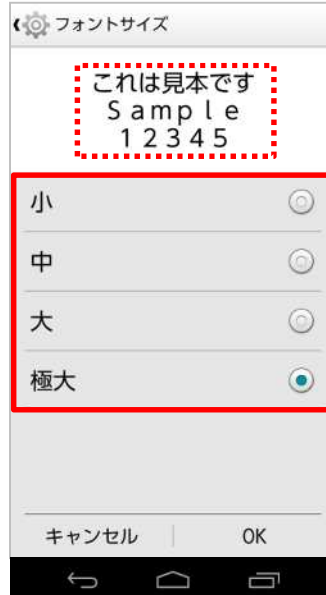 フォントサイズ
これは見本です
Sample
12345
小
中
大
極大
キャンセル
OK